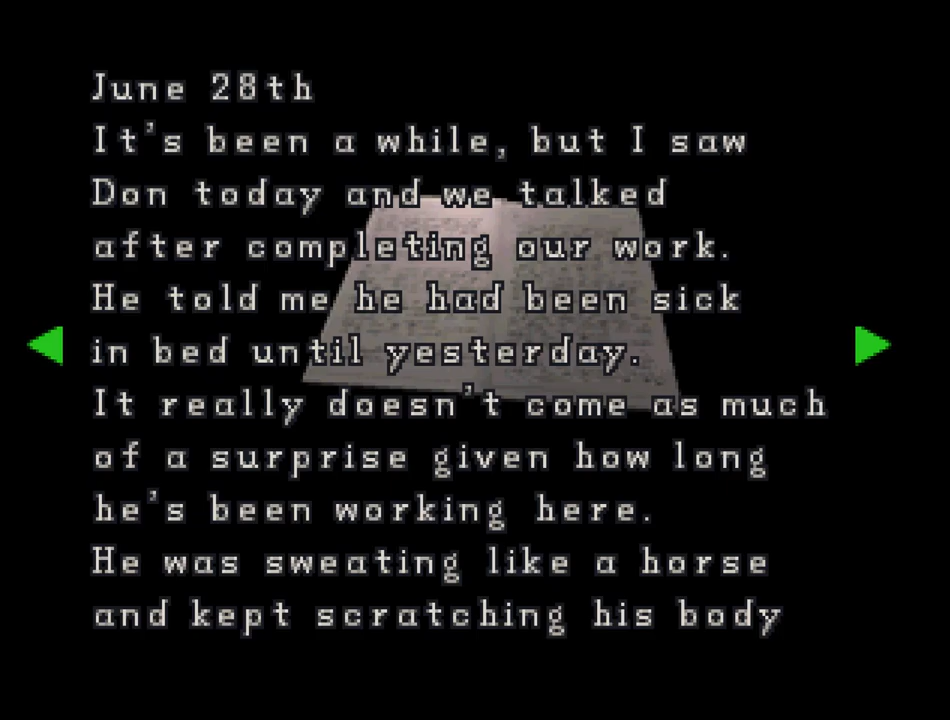 June 28th
It's been a while, but I saw
Don today and we talked
after completing our work.
He told me he had been sick
in bed until yesterday.
It really doesn't come as much
of a surprise given how long
he's been working here.
He was sweating like a horse
and kept scratching his body